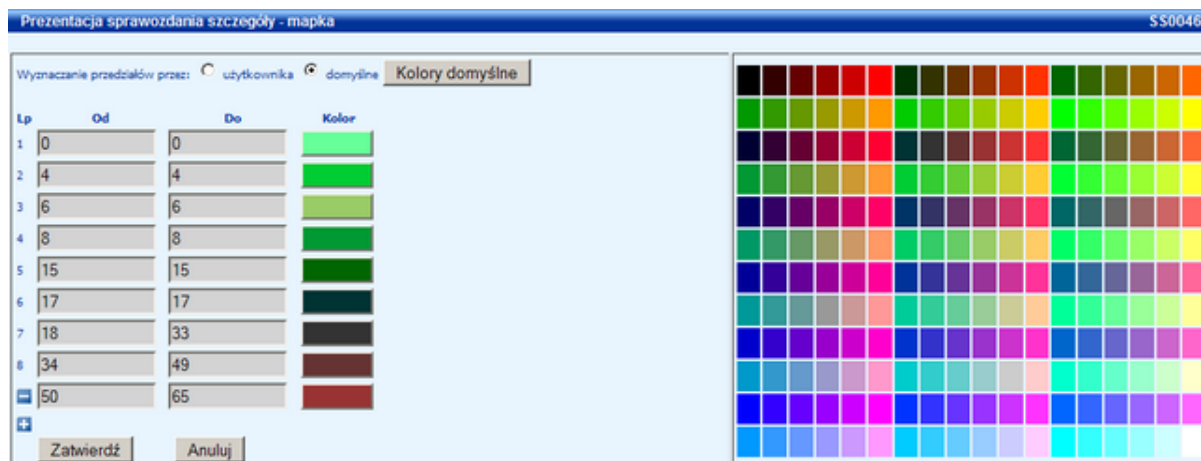 Prezentacja sprawozdania szczegóły - mapka SS0046
Wyznaczanie przedziałów przez: użytkownika domyślne Kolory domyślne
Lp Od Do Kolor
1 0 0
2 4 4
3 6 6
4 8 8
5 15 15
6 17 17
7 18 33
8 34 49
50 65
Zatwierdź Anuluj